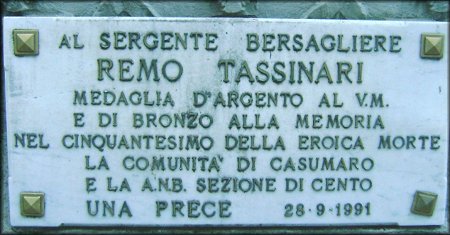 AL SERGENTE BERSAGLIERE
REMO TASSINARI
MEDAGLIA D'ARGENTO AL V.M.
E DI BRONZO ALLA MEMORIA
NEL CINQUANTESIMO DELLA EROICA MORTE
LA COMUNITA' DI CASUMARO
E LA A.N.B. SEZIONE DI CENTO
UNA PRECE 28-9-1991